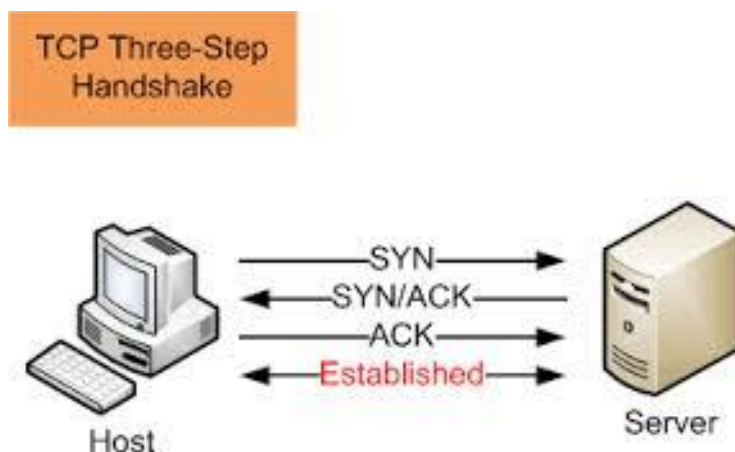 TCP Three-Step
Handshake
SYN
SYN/ACK
ACK
Established
Host
Server